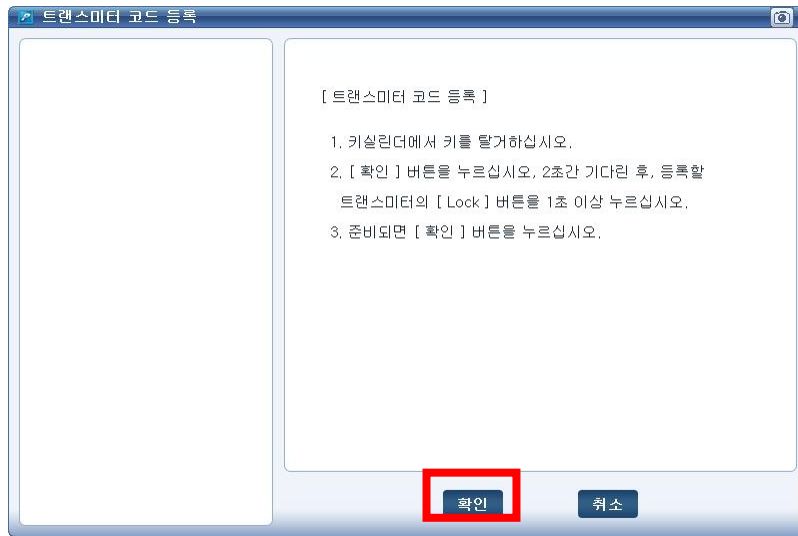 트랜스미터 코드 등록
[ 트랜스미터 코드 등록 ]
1. 키실린더에서 키를 탈거하십시오.
2. [ 확인 ] 버튼을 누르십시오, 2초간 기다린 후, 등록할
트랜스미터의 [ Lock ] 버튼을 1초 이상 누르십시오.
3. 준비되면 [ 확인 ] 버튼을 누르십시오.
확인
취소